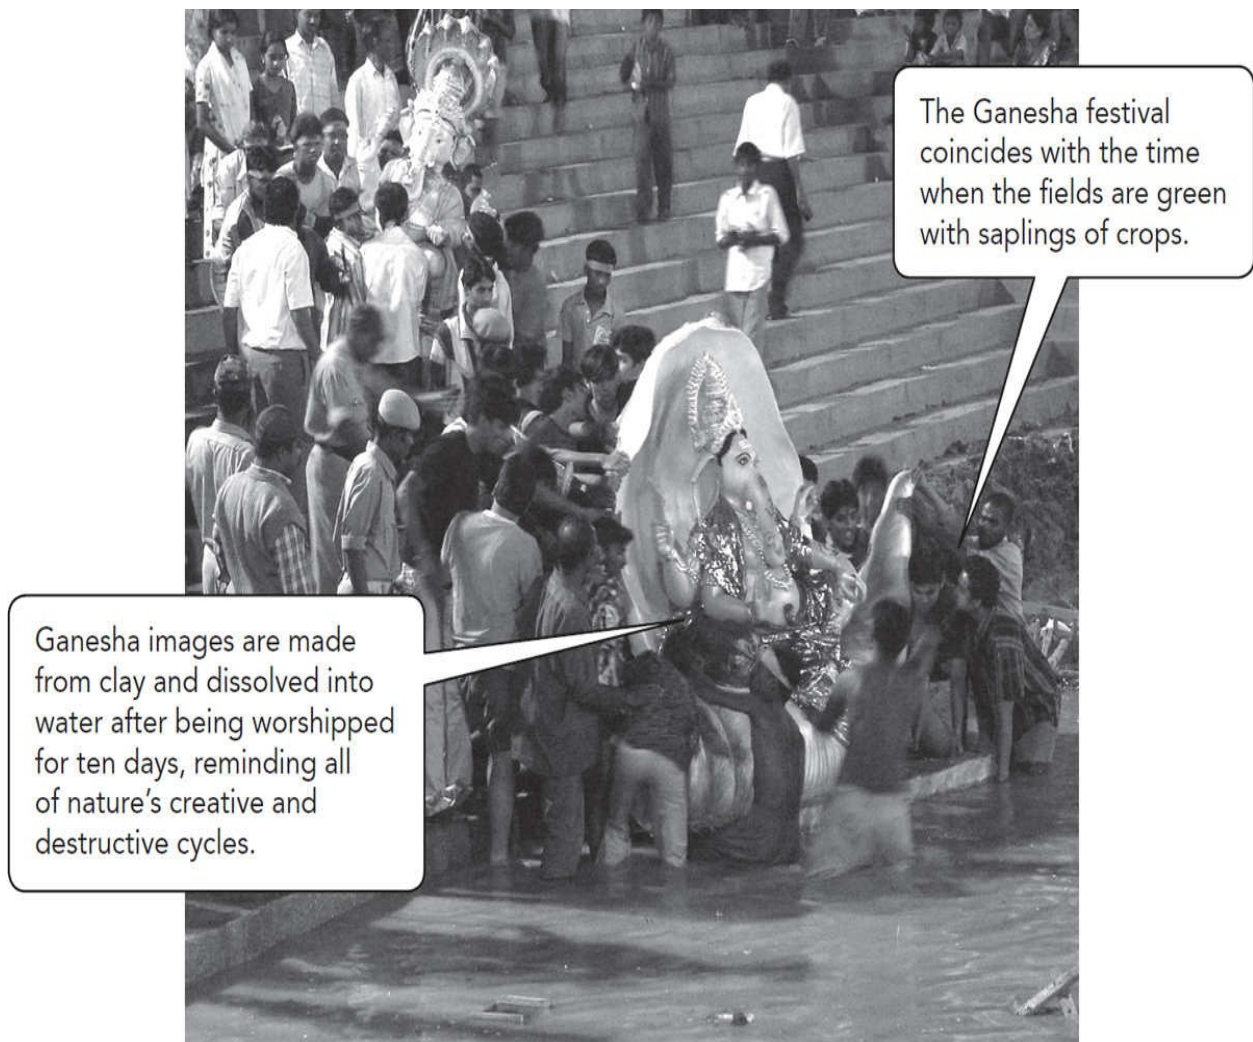 The Ganesha festival
coincides with the time
when the fields are green
with saplings of crops.
Ganesha images are made
from clay and dissolved into
water after being worshipped
for ten days, reminding all
of nature's creative and
destructive cycles.